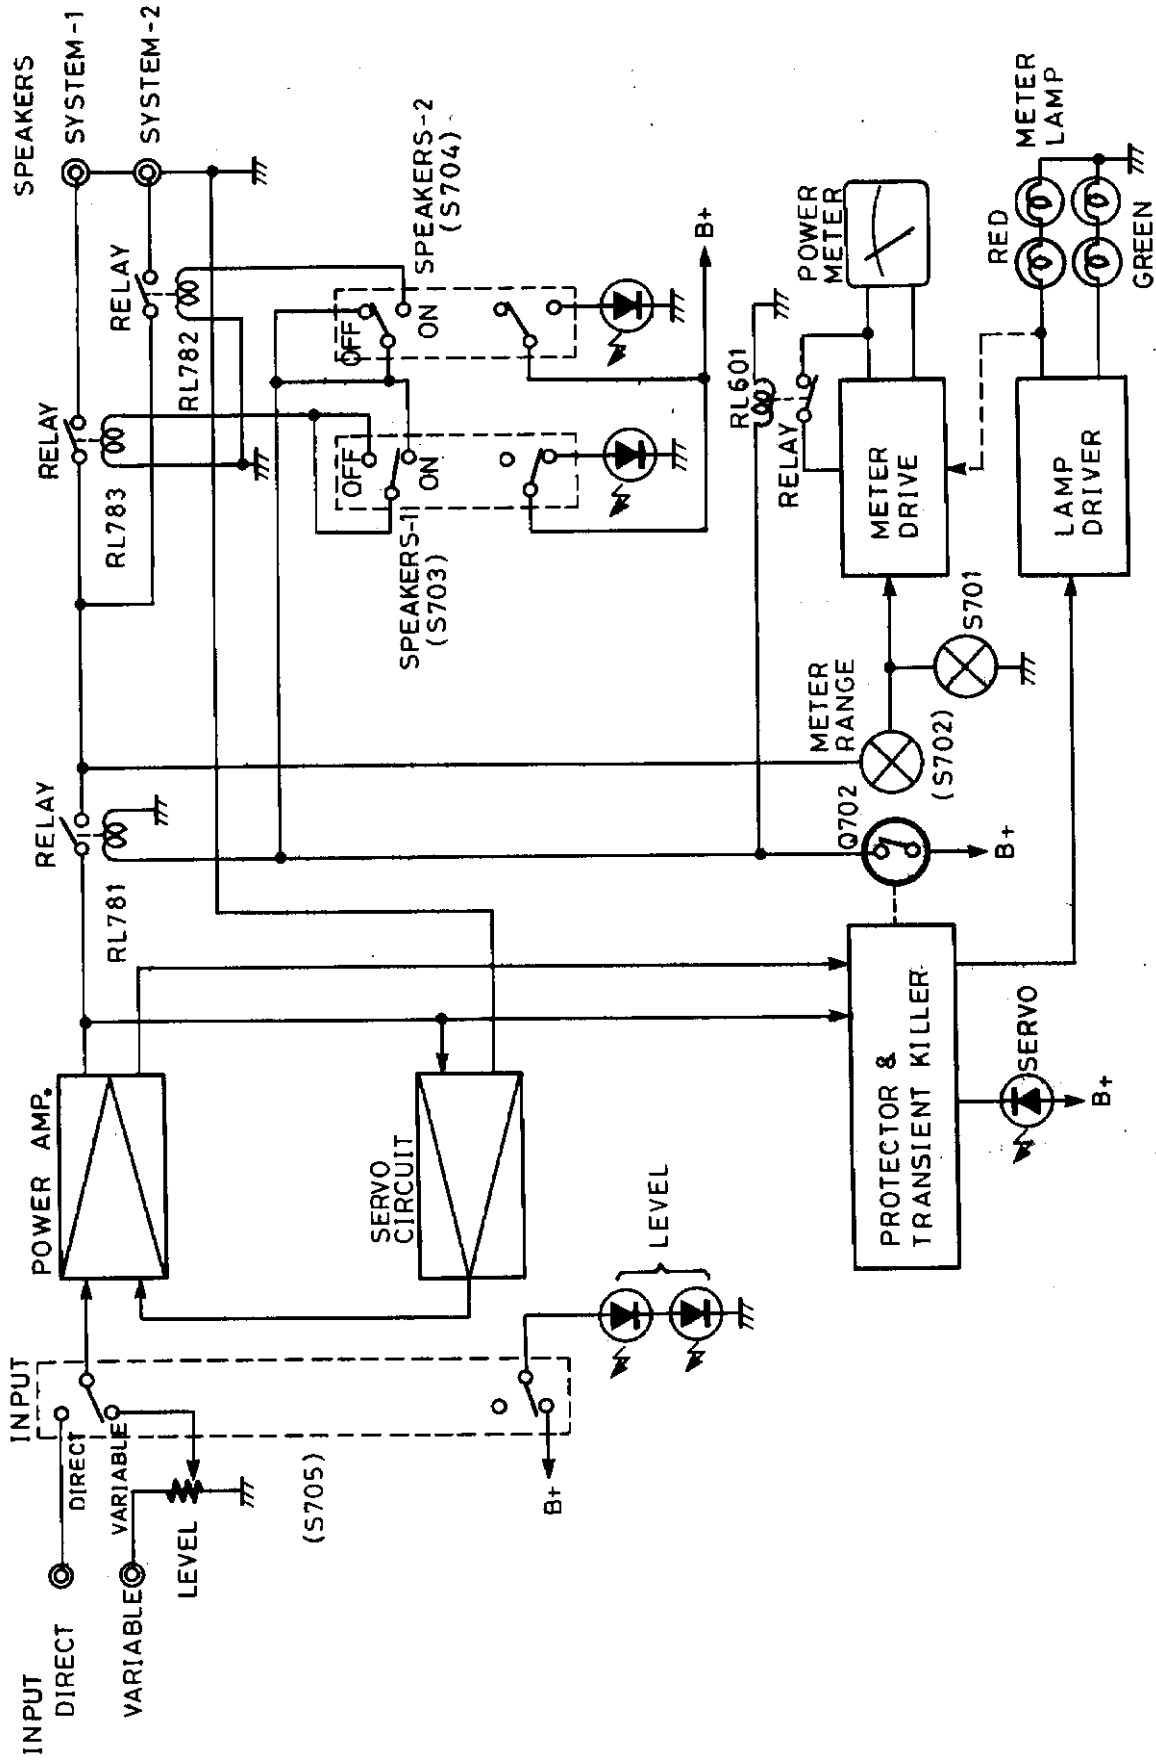 INPUT
DIRECT
VARIABLE
LEVEL
INPUT
DIRECT
VARIABLE
(S705)
B+
POWER AMP.
SERVO
CIRCUIT
LEVEL
PROTECTOR &
TRANSIENT KILLER
SERVO
B+
RELAY
RL781
Q702
B+
METER
RANGE
(S702)
S701
RELAY
RL783
RELAY
RL782
SPEAKERS
SYSTEM-1
SYSTEM-2
SPEAKERS-1
(S703)
OFF
ON
SPEAKERS-2
(S704)
OFF
ON
B+
RL601
RELAY
METER
DRIVE
POWER
METER
LAMP
DRIVER
RED
GREEN
METER
LAMP